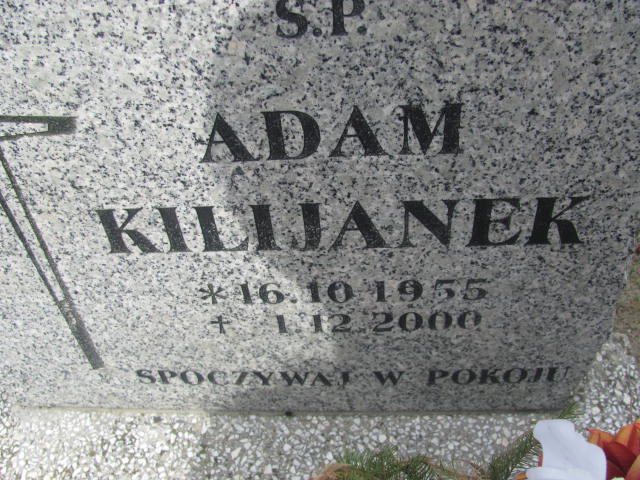 Ś.P.
ADAM
KILIJANEK
* 16.10 1955
+ 1.12.2000
SPOCZYWAJ W POKOJU